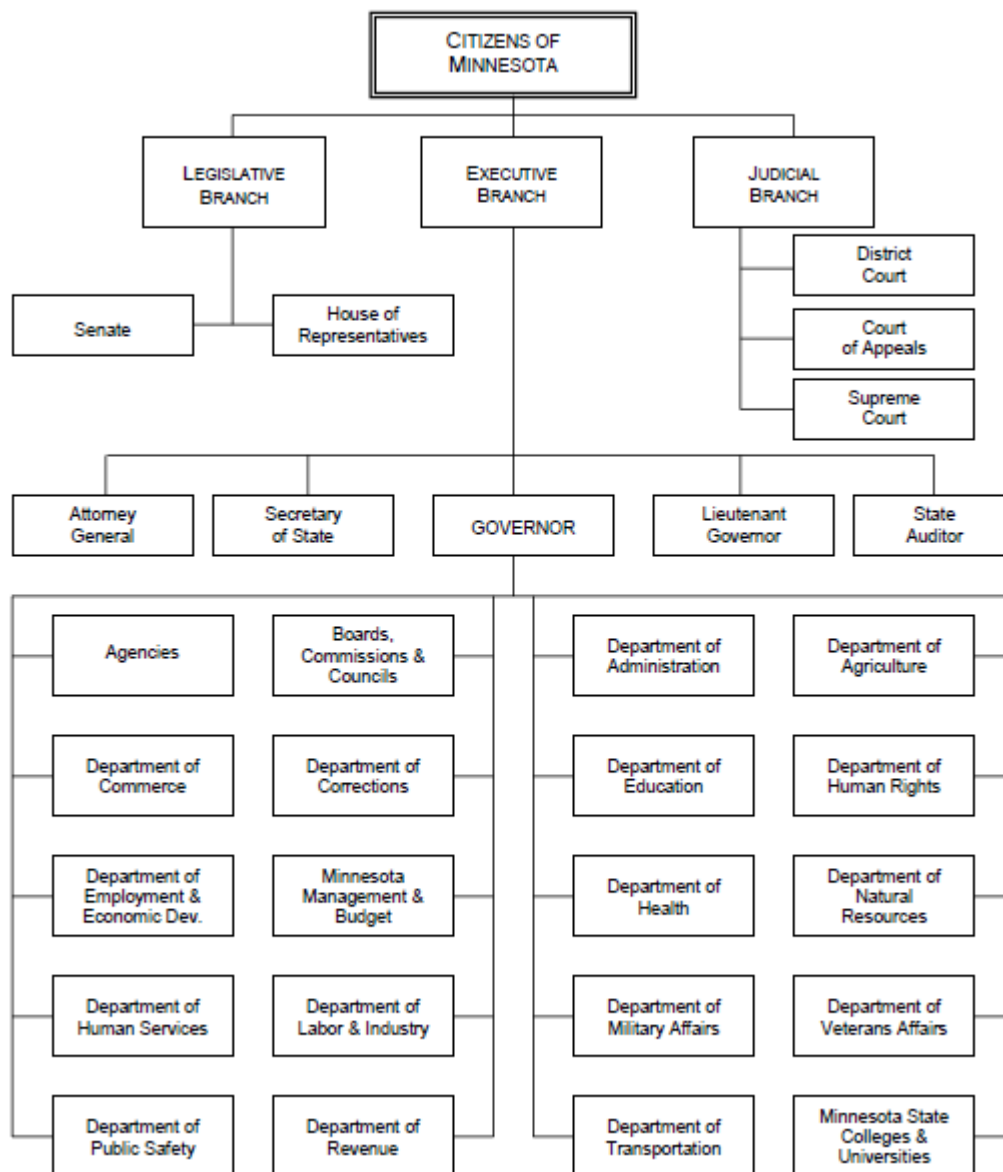 CITIZENS OF
MINNESOTA
LEGISLATIVE
BRANCH
EXECUTIVE
BRANCH
JUDICIAL
BRANCH
District
Court
Senate
House of
Representatives
Court
of Appeals
Supreme
Court
Attorney
General
Secretary
of State
GOVERNOR
Lieutenant
Governor
State
Auditor
Agencies
Boards,
Commissions &
Councils
Department of
Administration
Department of
Agriculture
Department of
Commerce
Department of
Corrections
Department of
Education
Department of
Human Rights
Department of
Employment &
Economic Dev.
Minnesota
Management &
Budget
Department of
Health
Department of
Natural
Resources
Department of
Human Services
Department of
Labor & Industry
Department of
Military Affairs
Department of
Veterans Affairs
Department of
Public Safety
Department of
Revenue
Department of
Transportation
Minnesota State
Colleges &
Universities